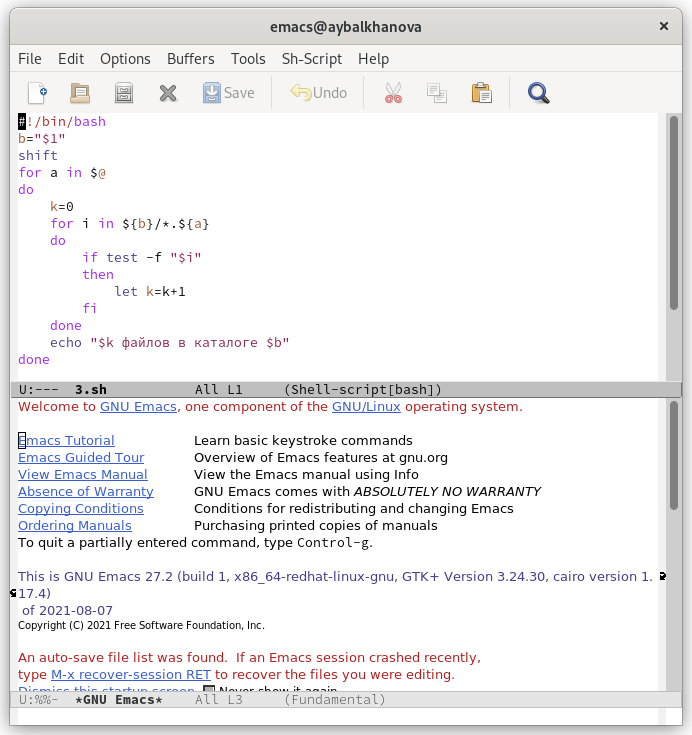 emacs@aybalkhanova
File Edit Options Buffers Tools Sh-Script Help
Save Undo
#!/bin/bash
b="$1"
shift
for a in $@
do
    k=0
    for i in ${b}/*.${a}
    do
        if test -f "$i"
        then
            let k=k+1
        fi
    done
    echo "$k файлов в каталоге $b"
done
U:--- 3.sh All L1 (Shell-script[bash])
Welcome to GNU Emacs, one component of the GNU/Linux operating system.
Emacs Tutorial Learn basic keystroke commands
Emacs Guided Tour Overview of Emacs features at gnu.org
View Emacs Manual View the Emacs manual using Info
Absence of Warranty GNU Emacs comes with ABSOLUTELY NO WARRANTY
Copying Conditions Conditions for redistributing and changing Emacs
Ordering Manuals Purchasing printed copies of manuals
To quit a partially entered command, type Control-g.
This is GNU Emacs 27.2 (build 1, x86_64-redhat-linux-gnu, GTK+ Version 3.24.30, cairo version 1.
17.4)
of 2021-08-07
Copyright (C) 2021 Free Software Foundation, Inc.
An auto-save file list was found. If an Emacs session crashed recently,
type M-x recover-session RET to recover the files you were editing.
Dismiss this startup screen Never show it again.
U:%%- *GNU Emacs* All L3 (Fundamental)